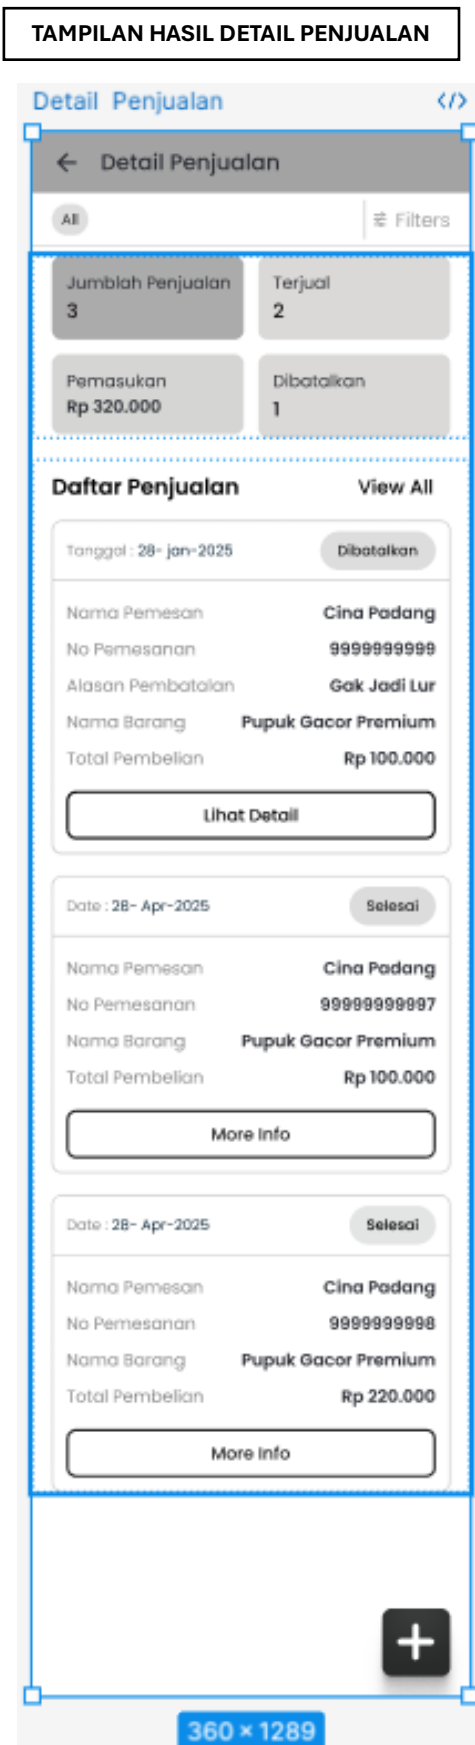 TAMPILAN HASIL DETAIL PENJUALAN
Detail Penjualan </>
← Detail Penjualan
All Filters
Jumblah Penjualan Terjual
3 2
Pemasukan Dibatalkan
Rp 320.000 1
Daftar Penjualan View All
Tanggal : 28- jan-2025 Dibatalkan
Nama Pemesan Cina Padang
No Pemesanan 9999999999
Alasan Pembatalan Gak Jadi Lur
Nama Barang Pupuk Gacor Premium
Total Pembelian Rp 100.000
Lihat Detail
Date : 28- Apr-2025 Selesai
Nama Pemesan Cina Padang
No Pemesanan 99999999997
Nama Barang Pupuk Gacor Premium
Total Pembelian Rp 100.000
More Info
Date : 28- Apr-2025 Selesai
Nama Pemesan Cina Padang
No Pemesanan 9999999998
Nama Barang Pupuk Gacor Premium
Total Pembelian Rp 220.000
More Info
+
360 × 1289